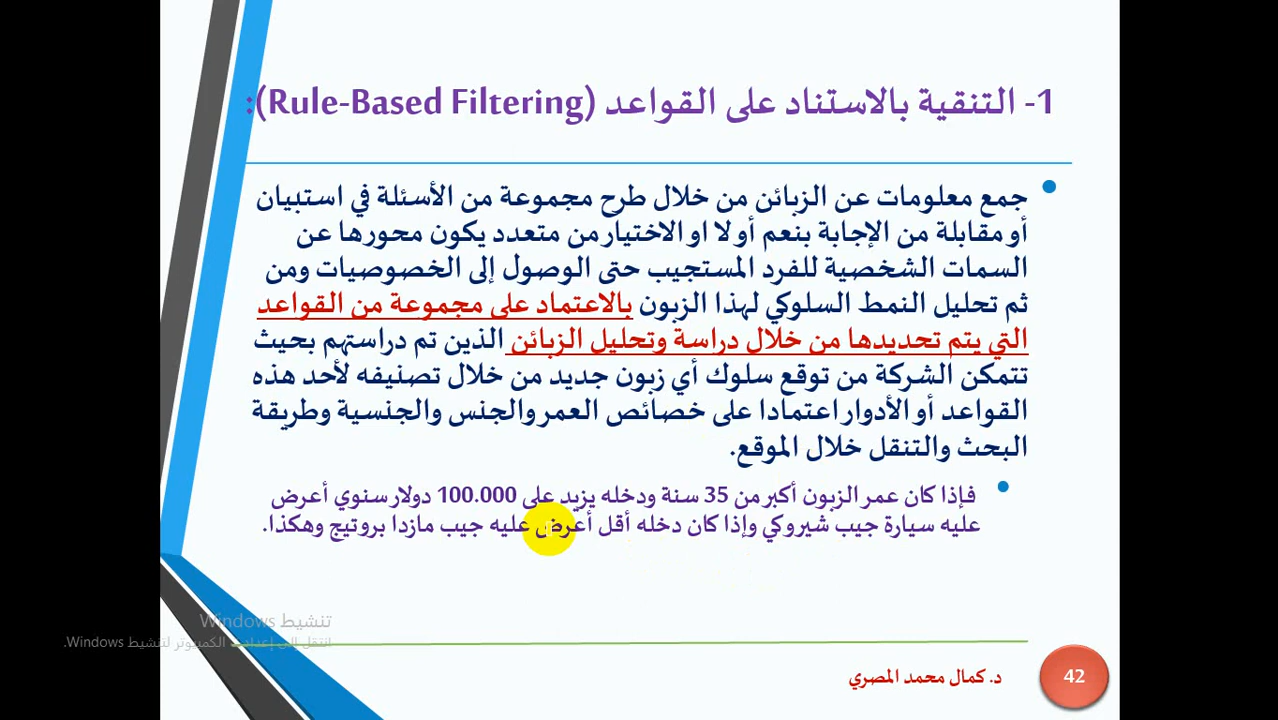 1- التنقية بالاستناد على القواعد (Rule-Based Filtering):
جمع معلومات عن الزبائن من خلال طرح مجموعة من الأسئلة في استبيان
أو مقابلة من الإجابة بنعم أو لا او الاختيار من متعدد يكون محورها عن
السمات الشخصية للفرد المستجيب حتى الوصول إلى الخصوصيات ومن
ثم تحليل النمط السلوكي لهذا الزبون بالاعتماد على مجموعة من القواعد
التي يتم تحديدها من خلال دراسة وتحليل الزبائن الذين تم دراستهم بحيث
تتمكن الشركة من توقع سلوك أي زبون جديد من خلال تصنيفه لأحد هذه
القواعد أو الأدوار اعتمادا على خصائص العمر والجنس والجنسية وطريقة
البحث والتنقل خلال الموقع.
فإذا كان عمر الزبون أكبر من 35 سنة ودخله يزيد على 100.000 دولار سنوي أعرض
عليه سيارة جيب شيروكي وإذا كان دخله أقل أعرض عليه جيب مازدا بروتيج وهكذا.
تنشيط Windows
انتقل إلى إعدادات الكمبيوتر لتنشيط Windows.
د. كمال محمد المصري
42